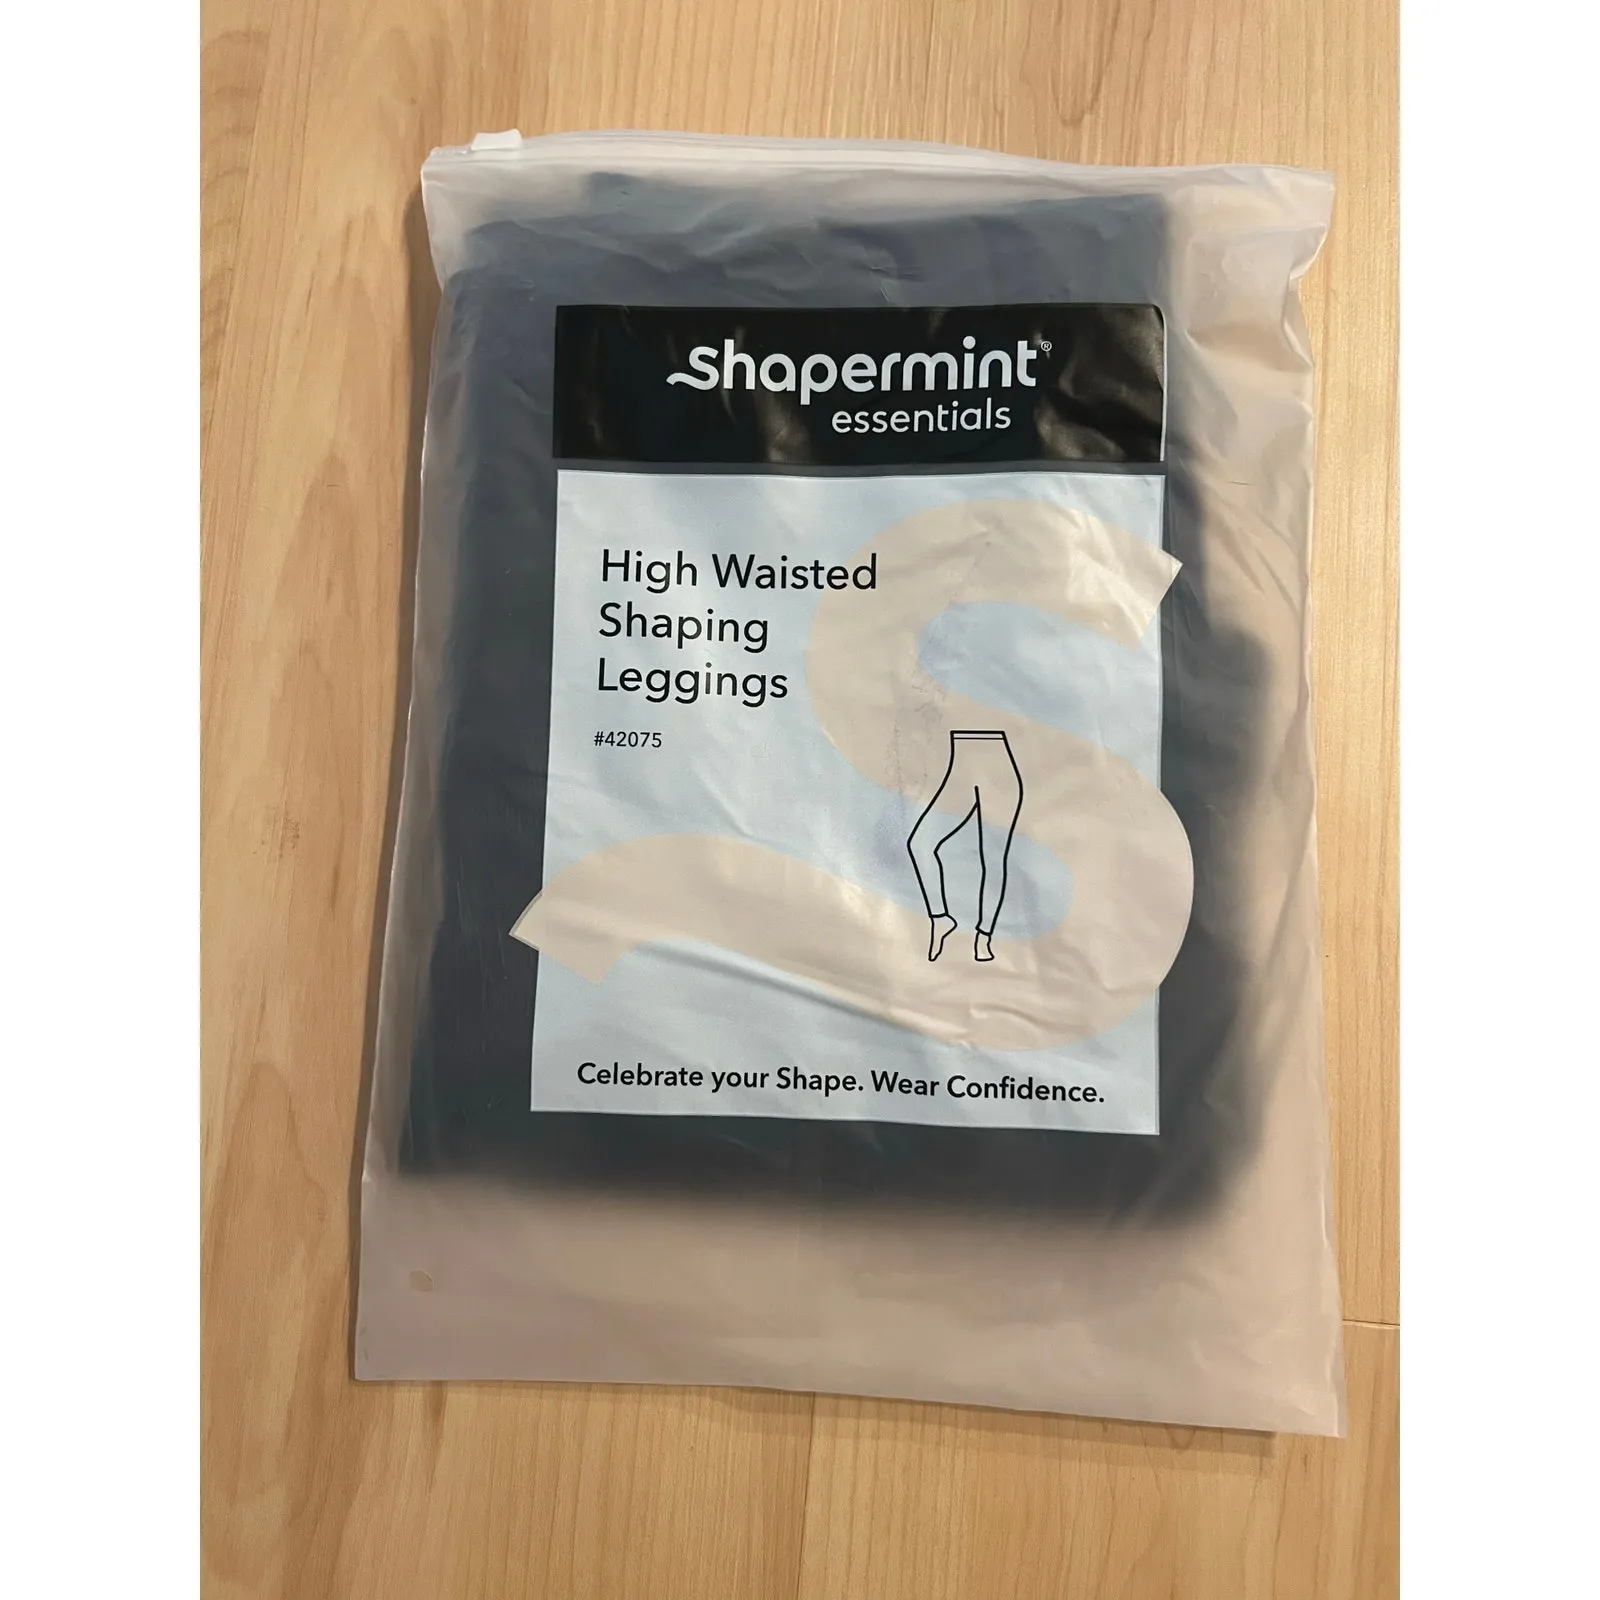 shapermint®
essentials
High Waisted
Shaping
Leggings
#42075
Celebrate your Shape. Wear Confidence.